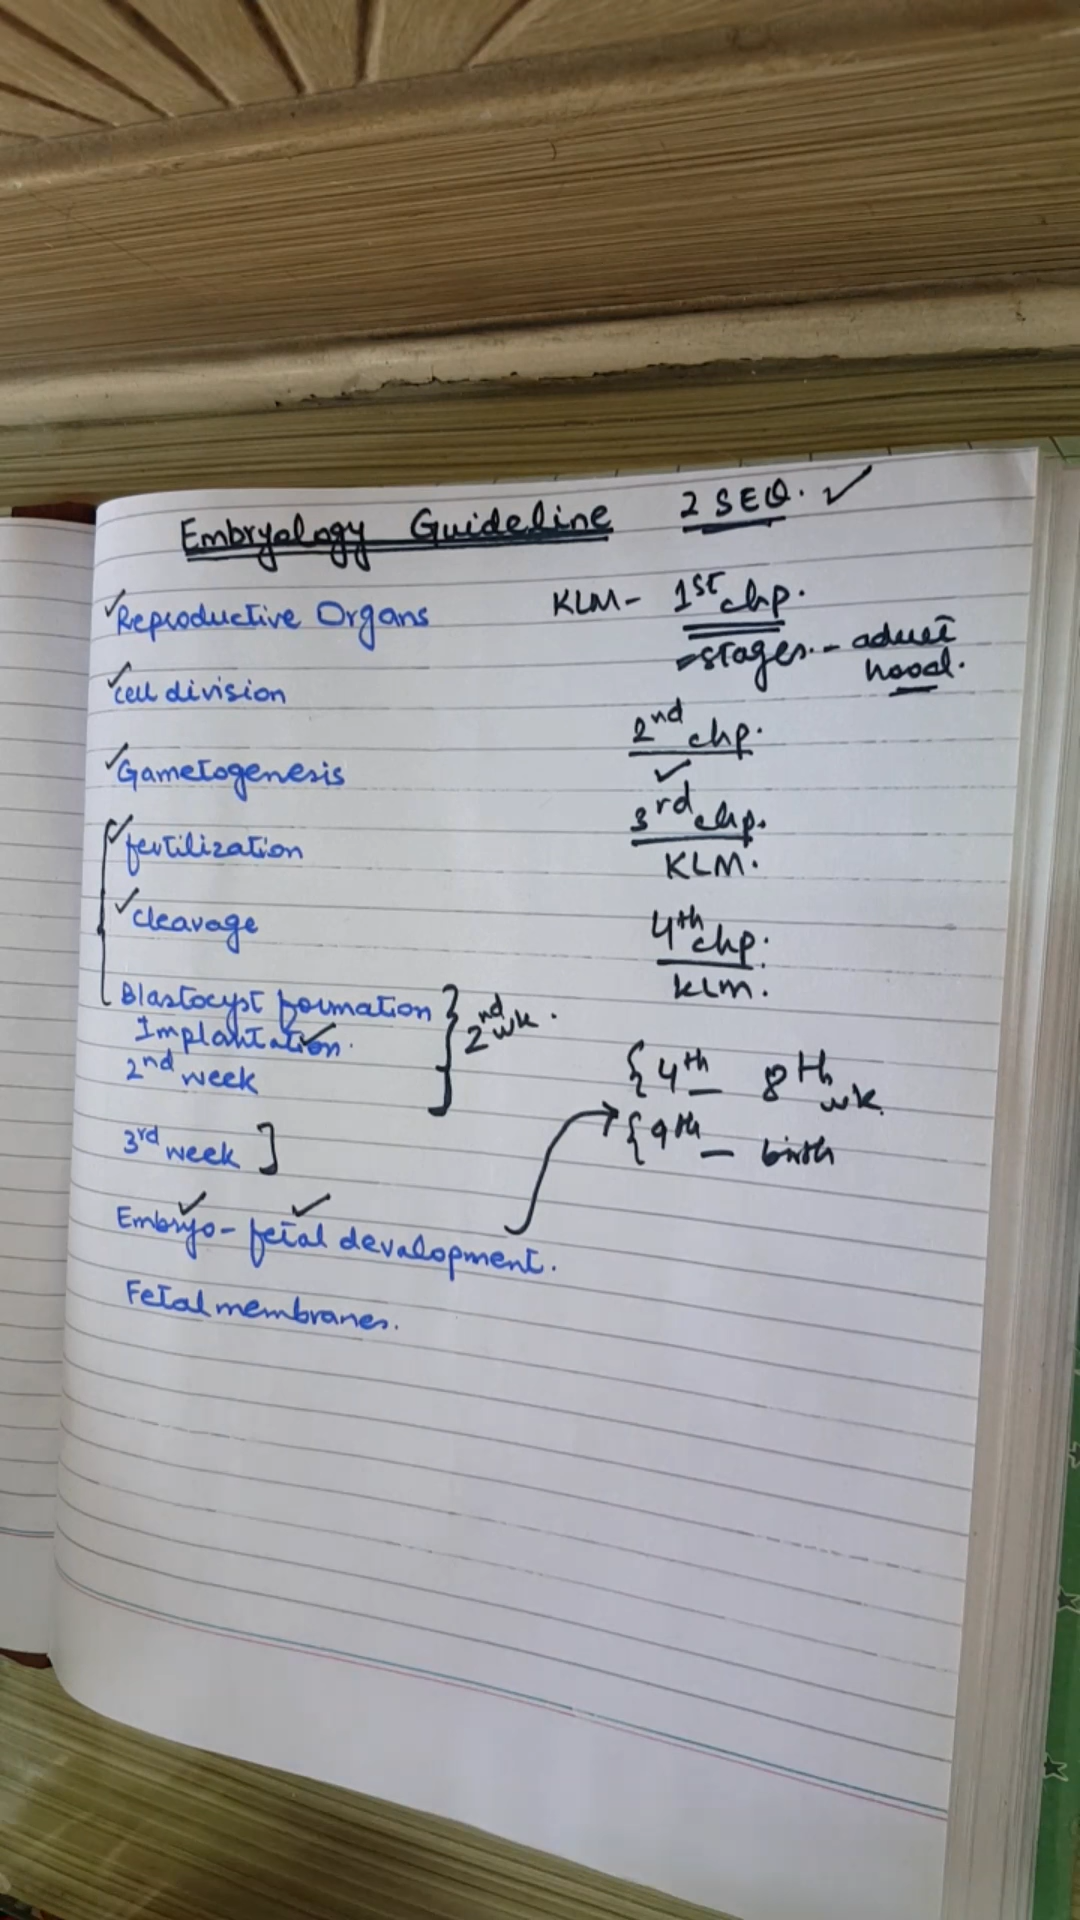 Embryology Guideline 2 SEQ.
Reproductive Organs
KLM - 1st chp.
stages. - adult
hood.
cell division
2nd chp.
Gametogenesis
3rd chp.
KLM.
fertilization
cleavage
4th chp.
KLM.
Blastocyst formation
Implantation.
2nd week
2nd wk.
4th - 8th wk.
9th - birth
3rd week
Embryo - fetal devalopment.
Fetal membranes.